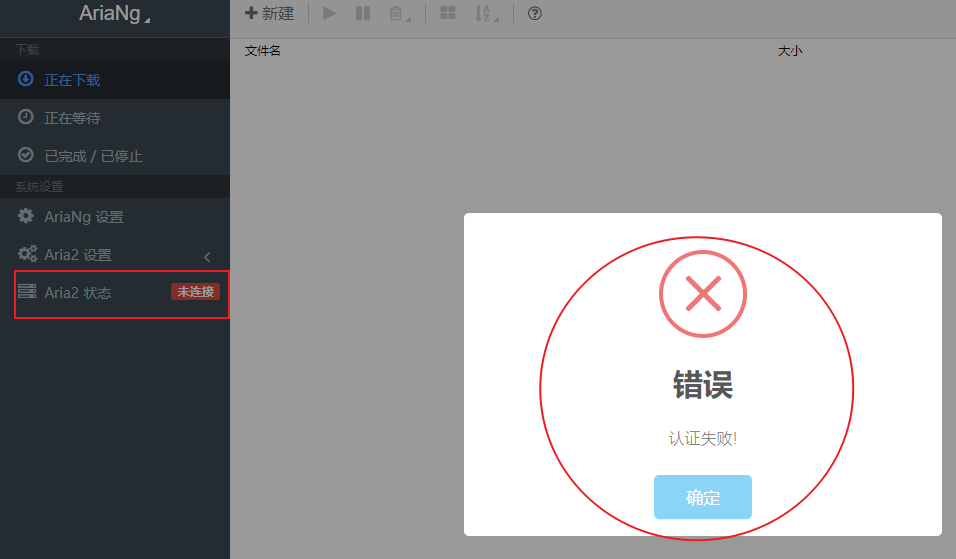 AriaNg
新建
下载
正在下载
正在等待
已完成 / 已停止
系统设置
AriaNg 设置
Aria2 设置
Aria2 状态 未连接
文件名 大小
错误
认证失败!
确定